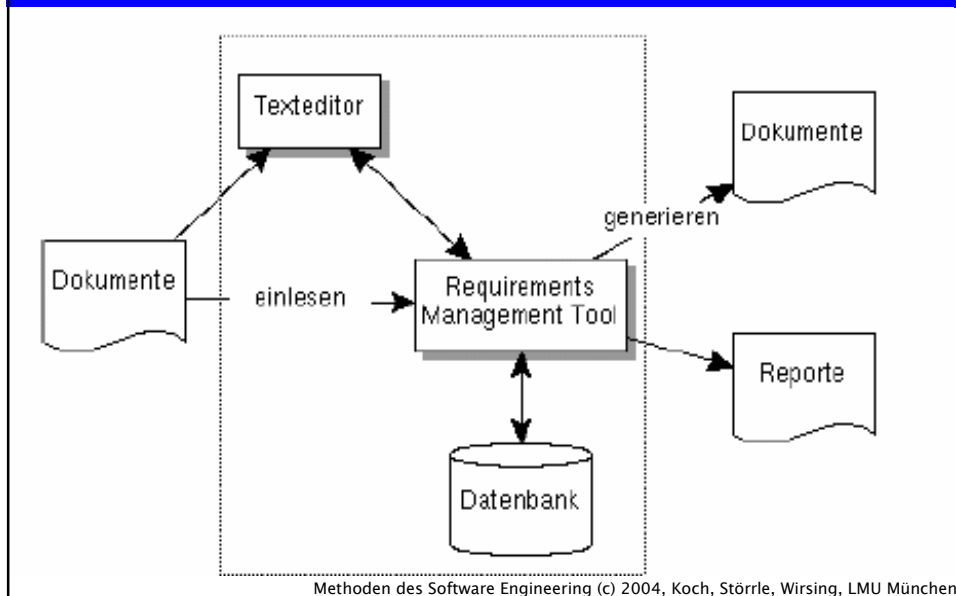 Texteditor
Dokumente
generieren
Dokumente
einlesen
Requirements
Management Tool
Reporte
Datenbank
Methoden des Software Engineering (c) 2004, Koch, Störrle, Wirsing, LMU München